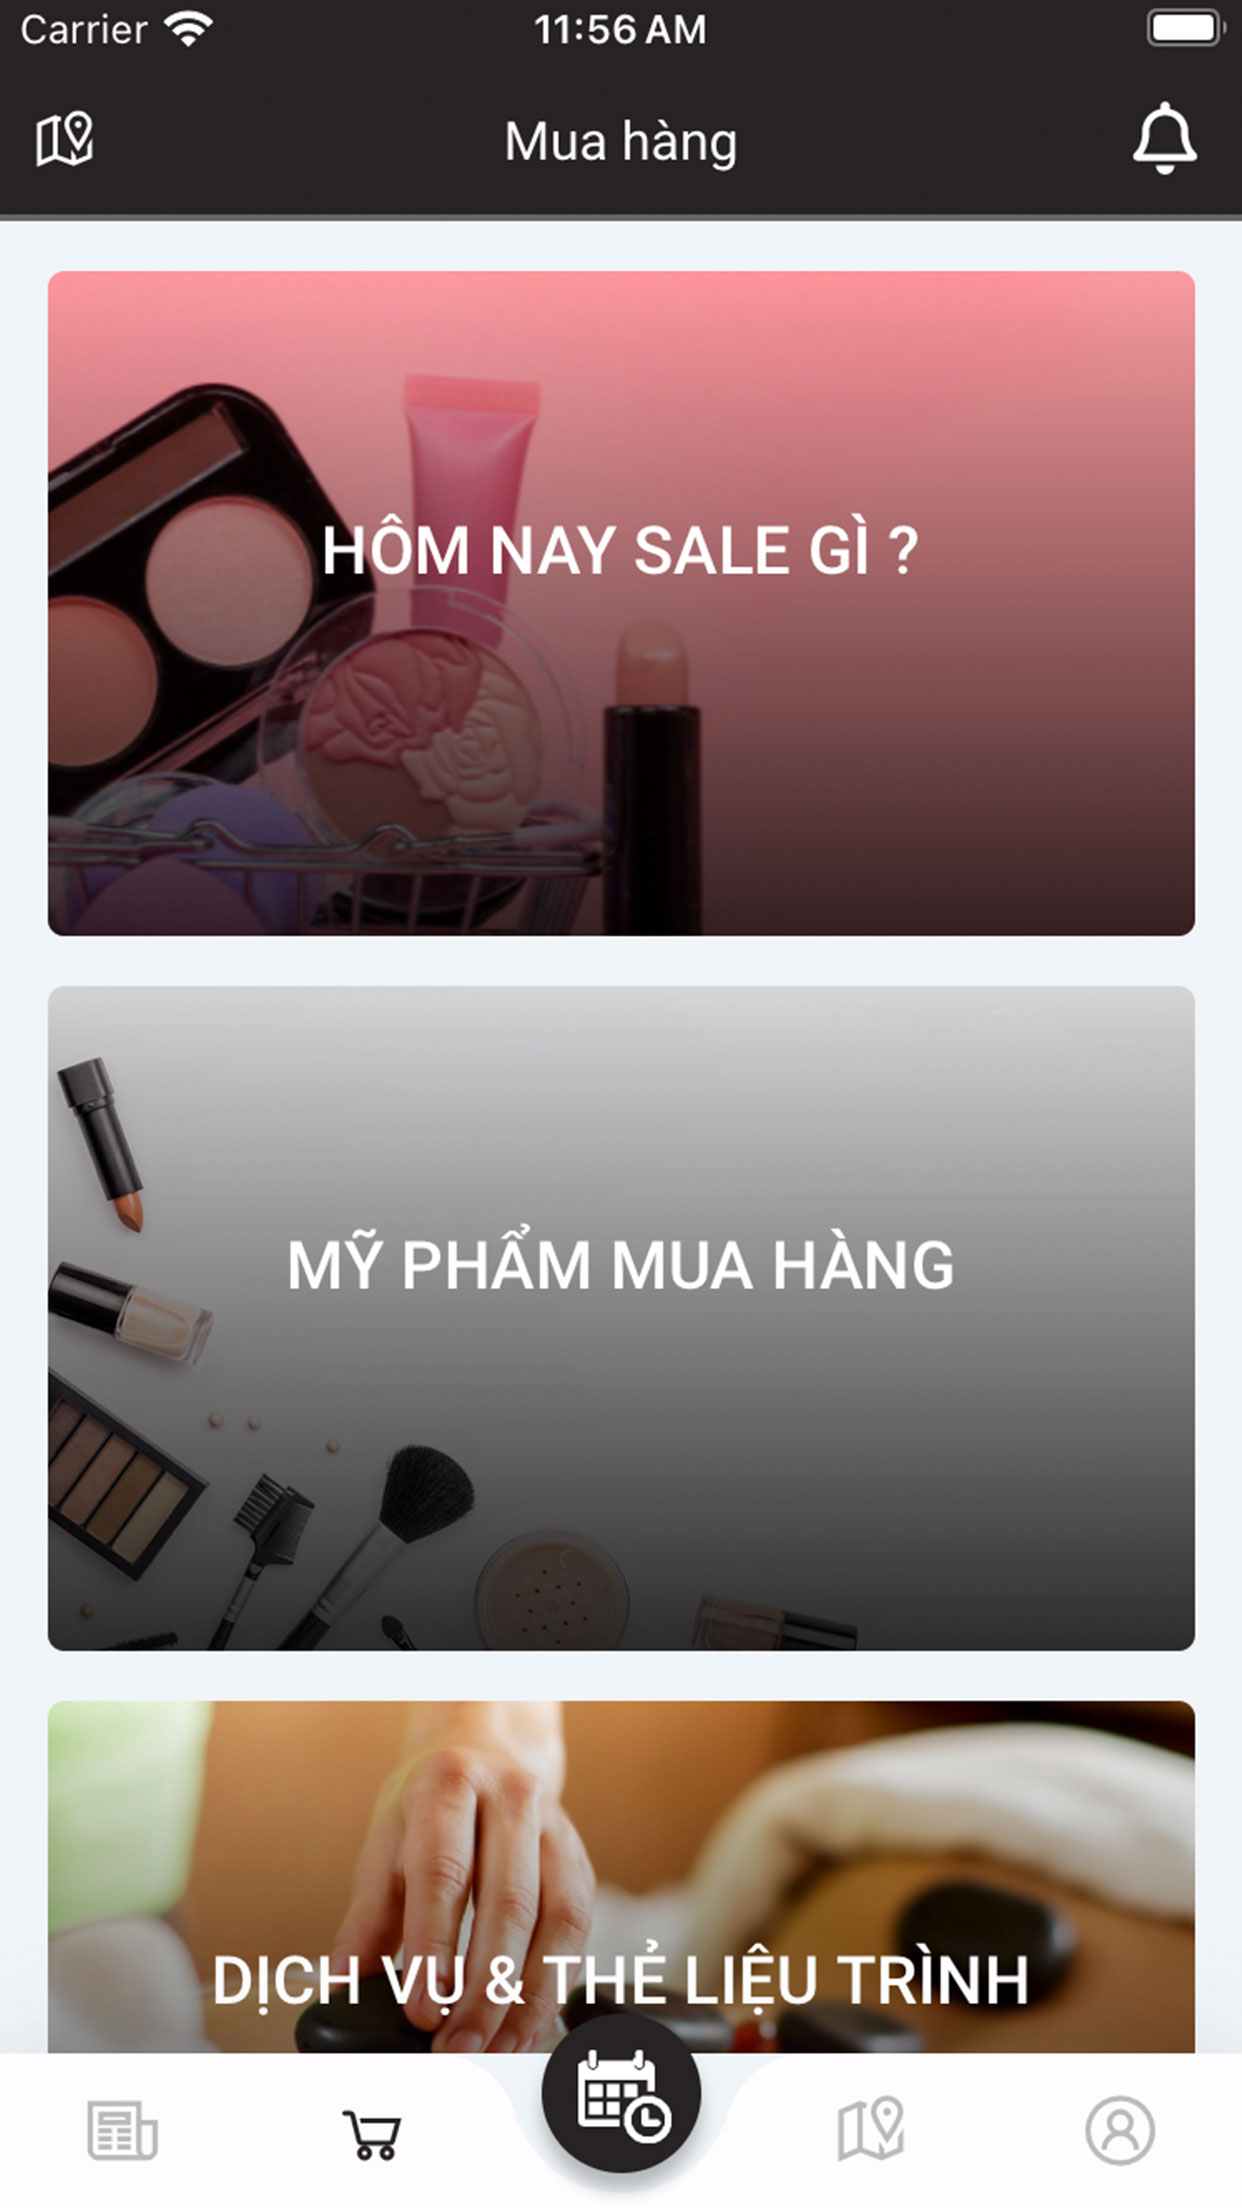 Carrier
11:56 AM
Mua hàng
HÔM NAY SALE GÌ ?
MỸ PHẨM MUA HÀNG
DỊCH VỤ & THẺ LIỆU TRÌNH